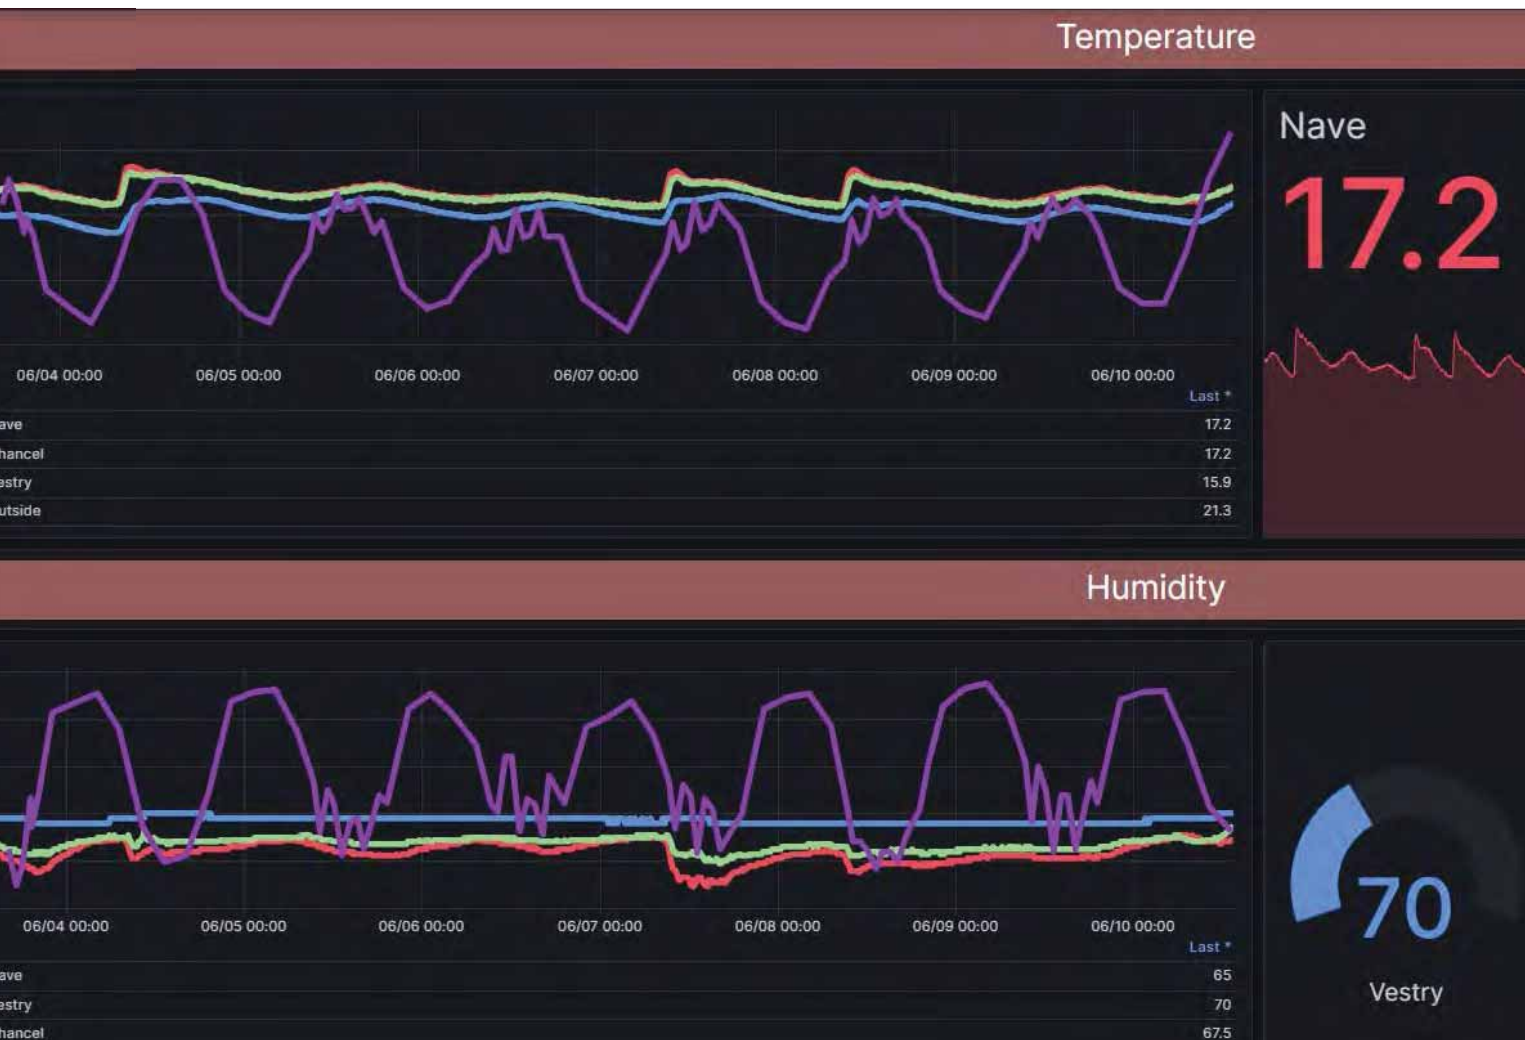 Temperature
Nave
17.2
06/04 00:00 06/05 00:00 06/06 00:00 06/07 00:00 06/08 00:00 06/09 00:00 06/10 00:00
Last *
ave 17.2
hancel 17.2
estry 15.9
utside 21.3
Humidity
06/04 00:00 06/05 00:00 06/06 00:00 06/07 00:00 06/08 00:00 06/09 00:00 06/10 00:00
Last *
ave 65
estry 70
hancel 67.5
70
Vestry